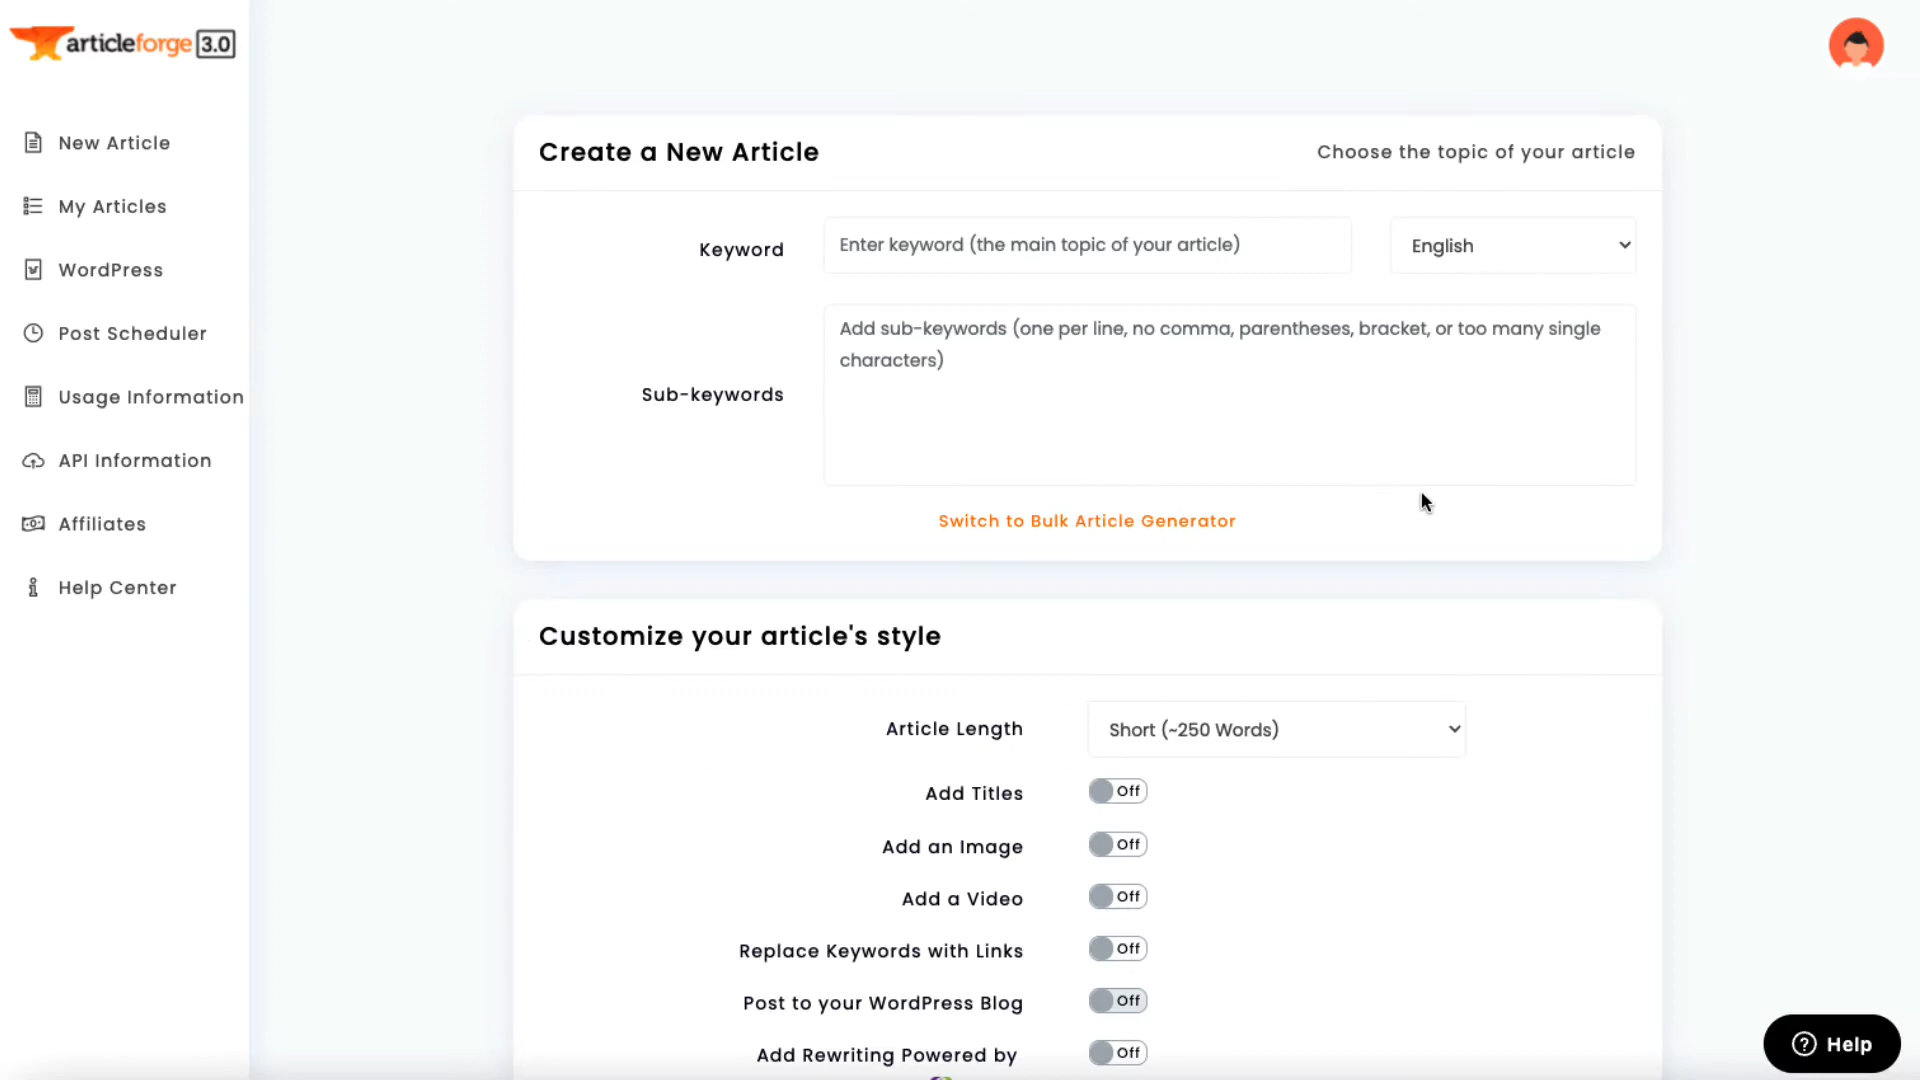 articleforge 3.0
New Article
My Articles
WordPress
Post Scheduler
Usage Information
API Information
Affiliates
Help Center
Create a New Article
Choose the topic of your article
Keyword
Enter keyword (the main topic of your article)
English
Sub-keywords
Add sub-keywords (one per line, no comma, parentheses, bracket, or too many single
characters)
Switch to Bulk Article Generator
Customize your article's style
Article Length
Short (~250 Words)
Add Titles
Off
Add an Image
Off
Add a Video
Off
Replace Keywords with Links
Off
Post to your WordPress Blog
Off
Add Rewriting Powered by
Off
? Help